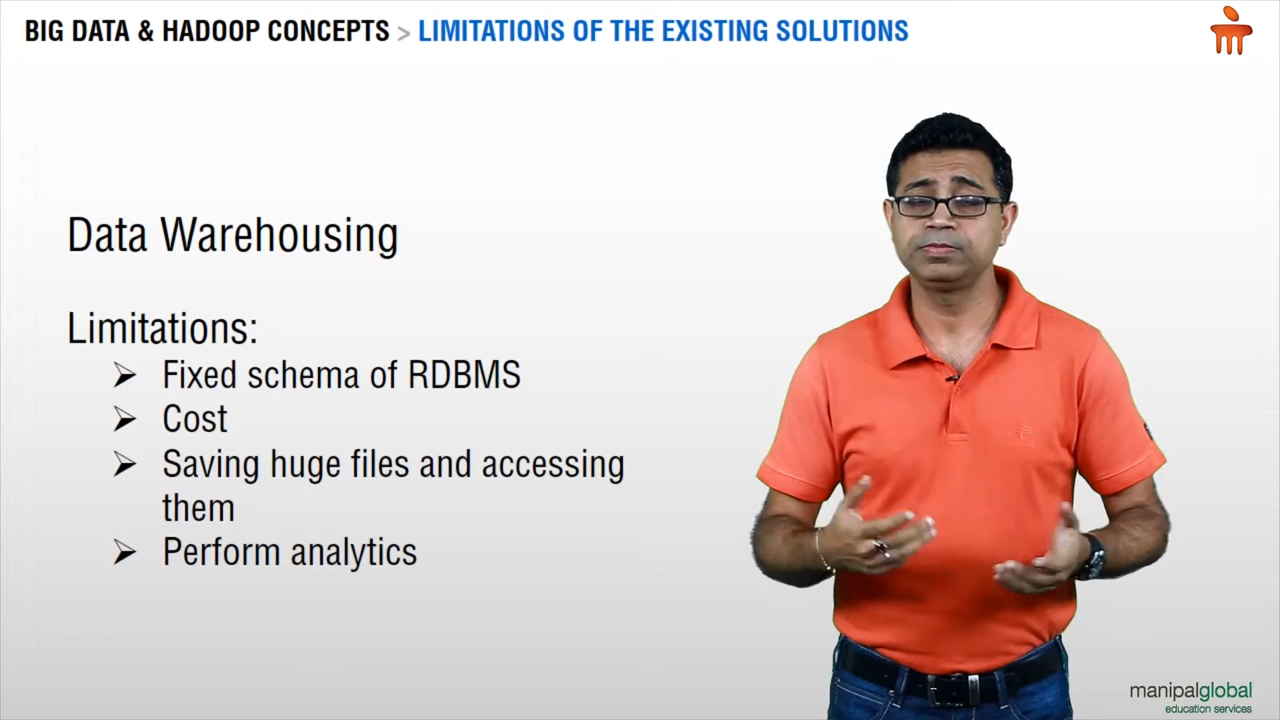 BIG DATA & HADOOP CONCEPTS > LIMITATIONS OF THE EXISTING SOLUTIONS
Data Warehousing
Limitations:
➢ Fixed schema of RDBMS
➢ Cost
➢ Saving huge files and accessing
them
➢ Perform analytics
manipalglobal
education services